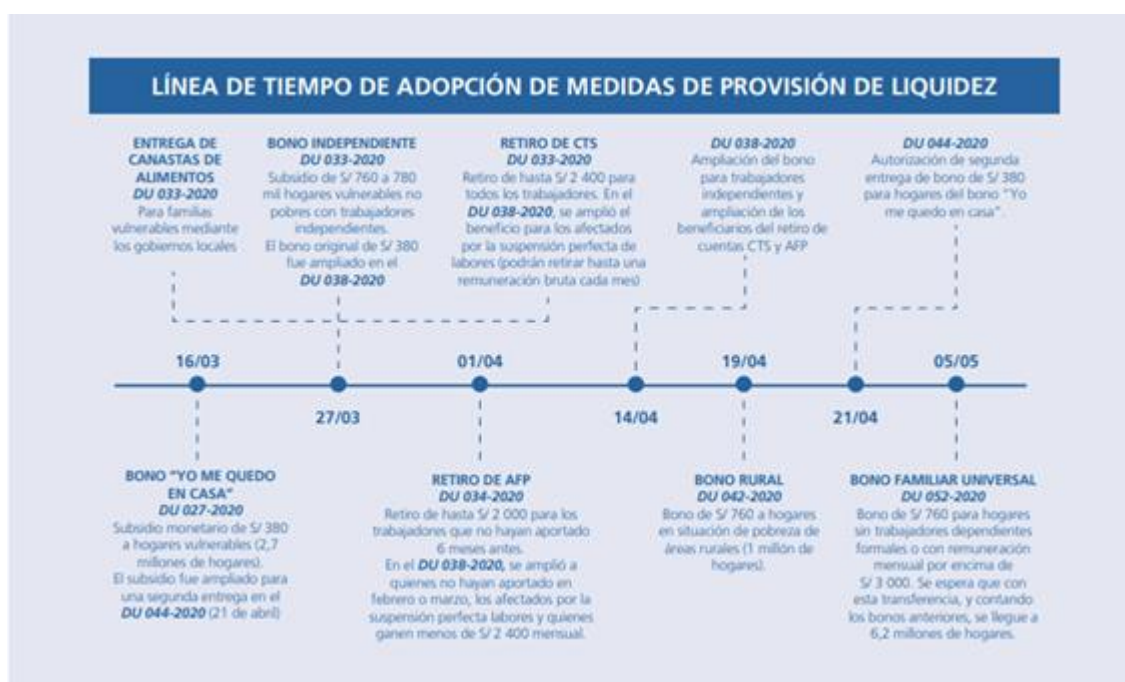 LÍNEA DE TIEMPO DE ADOPCIÓN DE MEDIDAS DE PROVISIÓN DE LIQUIDEZ
ENTREGA DE
CANASTAS DE
ALIMENTOS
DU 033-2020
Para familias
vulnerables mediante
los gobiernos locales
BONO INDEPENDIENTE
DU 033-2020
Subsidio de S/ 760 a 780
mil hogares vulnerables no
pobres con trabajadores
independientes.
El bono original de S/ 380
fue ampliado en el
DU 038-2020
RETIRO DE CTS
DU 033-2020
Retiro de hasta S/ 2 400 para
todos los trabajadores. En el
DU 038-2020, se amplió el
beneficio para los afectados
por la suspensión perfecta de
labores (podrán retirar hasta una
remuneración bruta cada mes)
DU 038-2020
Ampliación del bono
para trabajadores
independientes y
ampliación de los
beneficiarios del retiro de
cuentas CTS y AFP
DU 044-2020
Autorización de segunda
entrega de bono de S/ 380
para hogares del bono "Yo
me quedo en casa".
16/03
27/03
01/04
14/04
19/04
21/04
05/05
BONO "YO ME QUEDO
EN CASA"
DU 027-2020
Subsidio monetario de S/ 380
a hogares vulnerables (2,7
millones de hogares).
El subsidio fue ampliado para
una segunda entrega en el
DU 044-2020 (21 de abril)
RETIRO DE AFP
DU 034-2020
Retiro de hasta S/ 2 000 para los
trabajadores que no hayan aportado
6 meses antes.
En el DU 038-2020, se amplió a
quienes no hayan aportado en
febrero o marzo, los afectados por la
suspensión perfecta labores y quienes
ganen menos de S/ 2 400 mensual.
BONO RURAL
DU 042-2020
Bono de S/ 760 a hogares
en situación de pobreza de
áreas rurales (1 millón de
hogares).
BONO FAMILIAR UNIVERSAL
DU 052-2020
Bono de S/ 760 para hogares
sin trabajadores dependientes
formales o con remuneración
mensual por encima de
S/ 3 000. Se espera que con
esta transferencia, y contando
los bonos anteriores, se llegue a
6,2 millones de hogares.